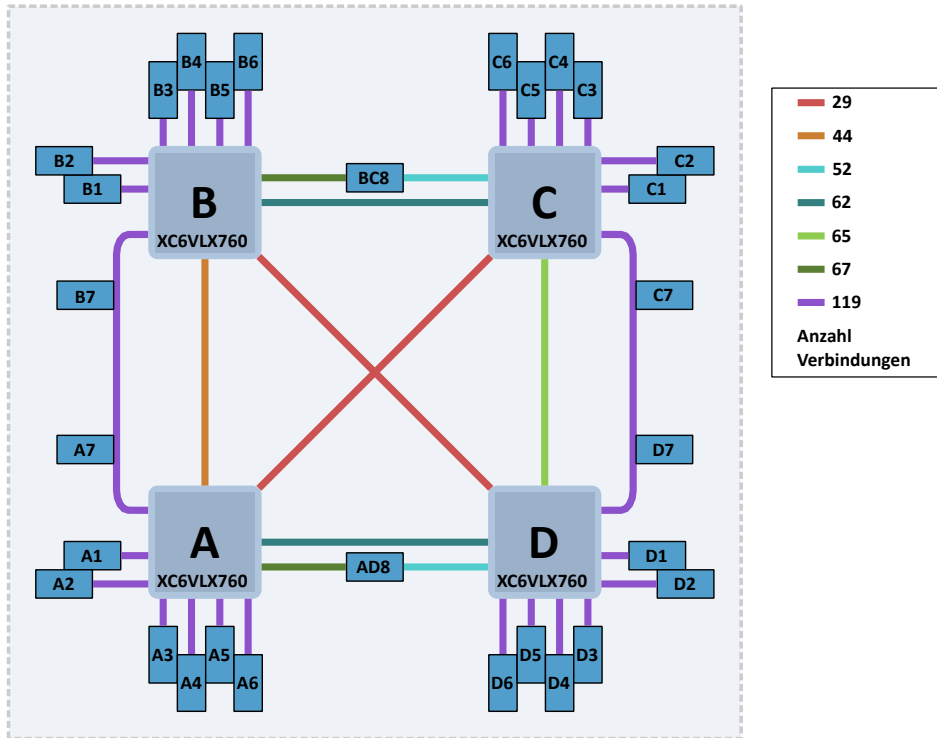 B4
B6
B3
B5
C6
C4
C5
C3
29
44
52
62
65
67
119
Anzahl
Verbindungen
B2
B1
B
XC6VLX760
BC8
C
XC6VLX760
C2
C1
B7
C7
A7
D7
A1
A2
A
XC6VLX760
AD8
D
XC6VLX760
D1
D2
A3
A5
A4
A6
D5
D3
D6
D4